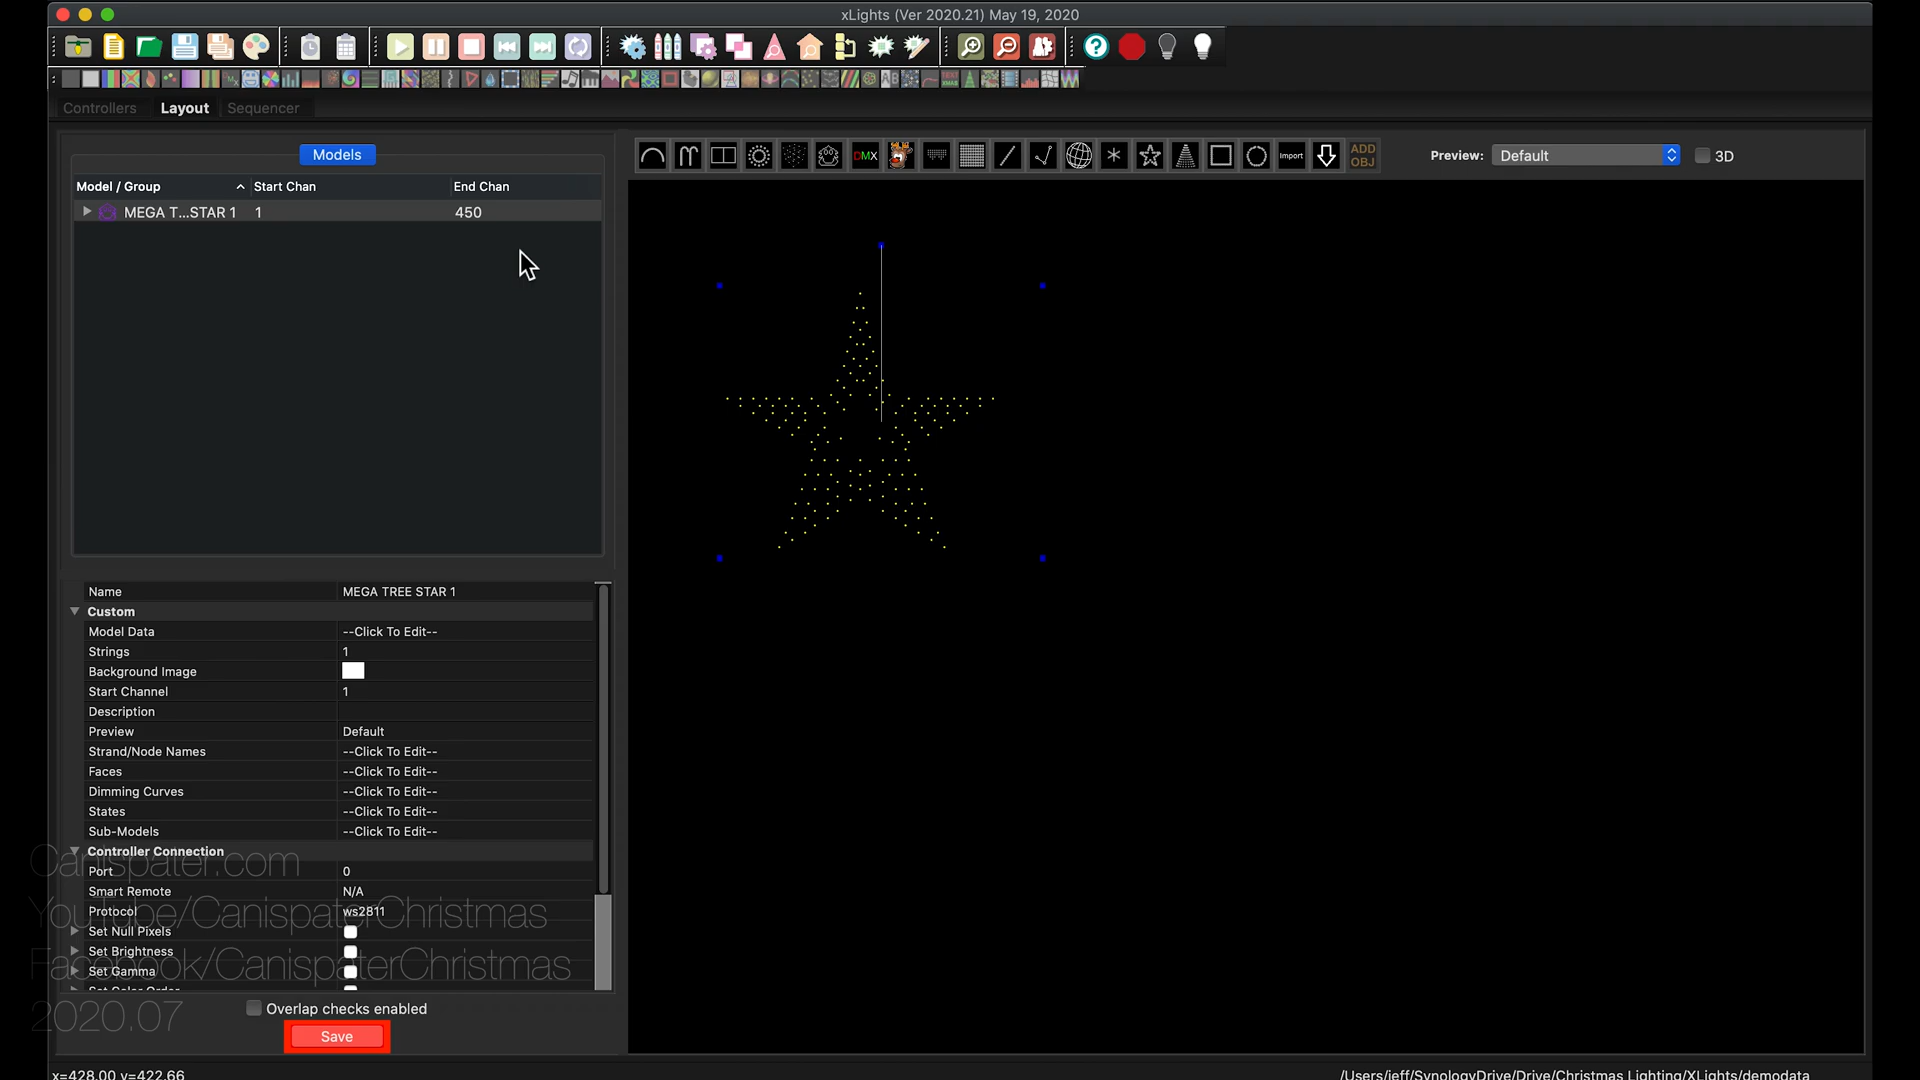 xLights (Ver 2020.21) May 19, 2020
Controllers Layout Sequencer
Models
DMX
Import
ADD OBJ
Preview: Default 3D
Model / Group Start Chan End Chan
MEGA T...STAR 1 1 450
Name MEGA TREE STAR 1
Custom
Model Data --Click To Edit--
Strings 1
Background Image
Start Channel 1
Description
Preview Default
Strand/Node Names --Click To Edit--
Faces --Click To Edit--
Dimming Curves --Click To Edit--
States --Click To Edit--
Sub-Models --Click To Edit--
Controller Connection
Canispater.com
Port 0
Smart Remote N/A
Protocol ws2811
YouTube/CanispaterChristmas
Set Null Pixels
Set Brightness
Set Gamma
Facebook/CanispaterChristmas
Set Color Order
Overlap checks enabled
2020.07
Save
x=428.00 y=422.66
/Users/jeff/SynologyDrive/Drive/Christmas Lighting/XLights/demodata